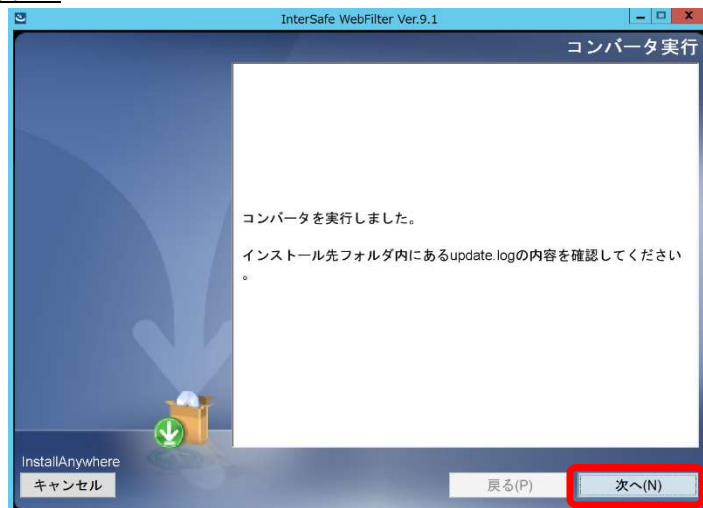 InterSafe WebFilter Ver.9.1
コンバータ実行
コンバータを実行しました。
インストール先フォルダ内にあるupdate.logの内容を確認してください
。
InstallAnywhere
キャンセル
戻る(P)
次へ(N)